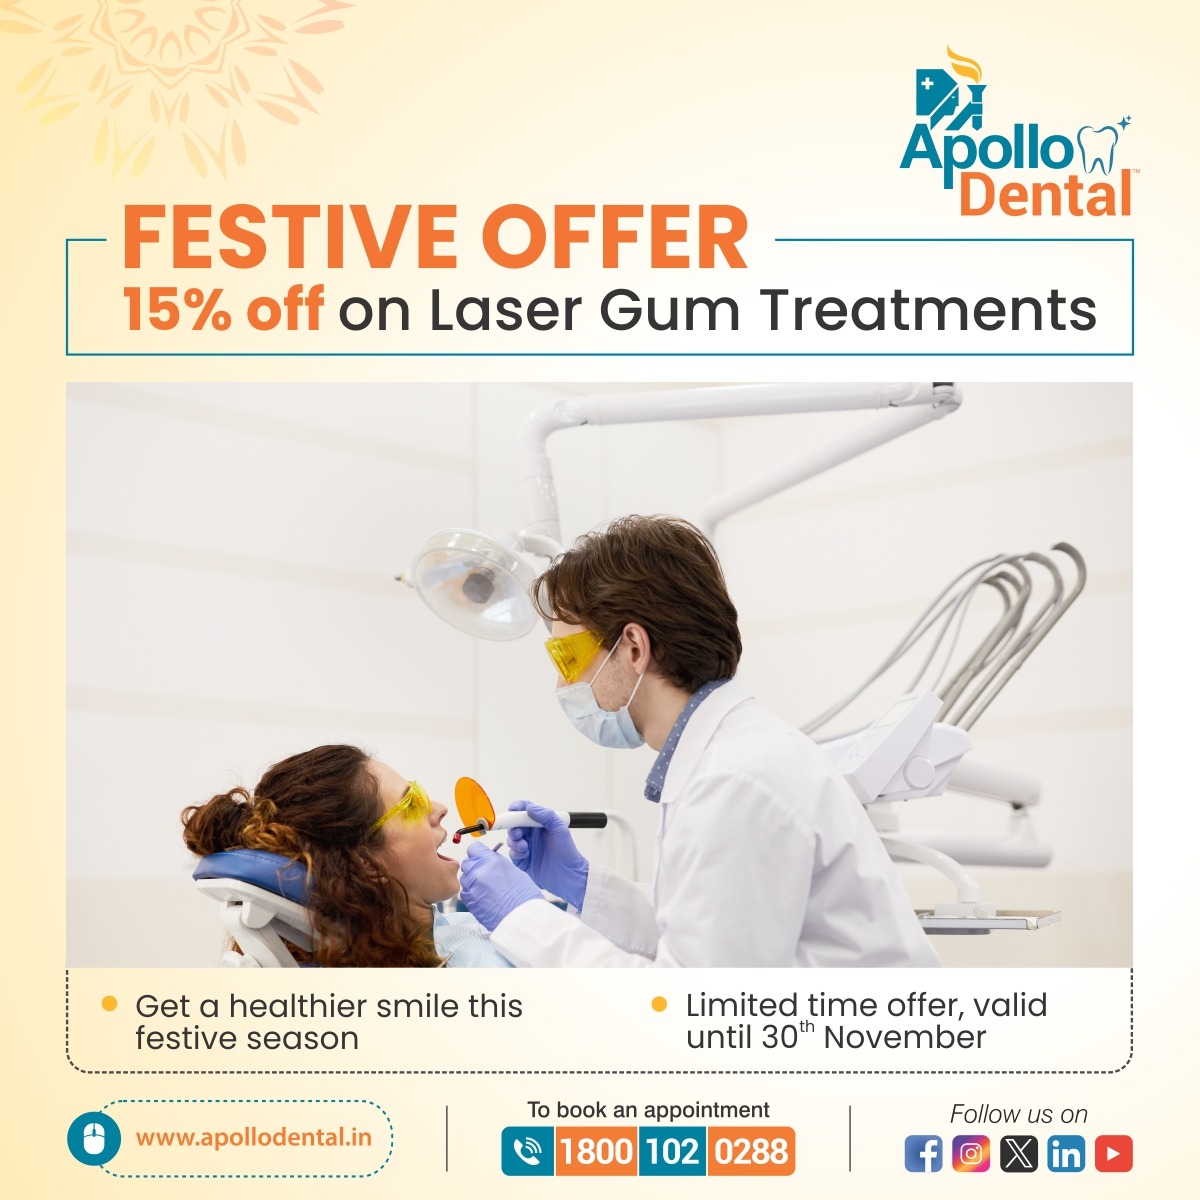 Apollo
Dental™
FESTIVE OFFER
15% off on Laser Gum Treatments
Get a healthier smile this
festive season
Limited time offer, valid
until 30th November
www.apollodental.in
To book an appointment
1800 102 0288
Follow us on